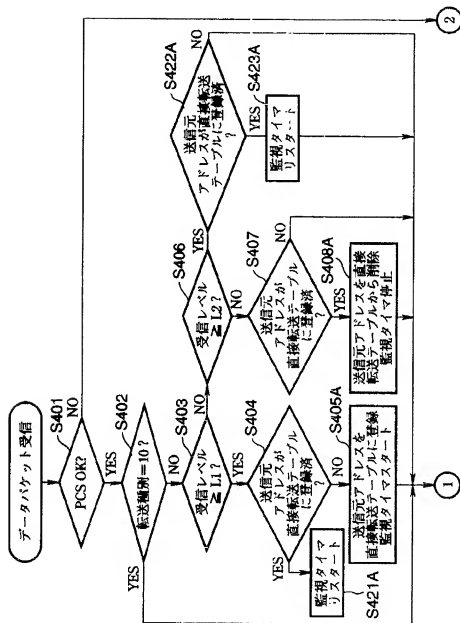 データパケット受信
S401
PCS OK?
NO
YES
S402
転送種別=10?
YES
NO
S403
受信レベル
≧L1?
NO
YES
S404
送信元
アドレスが
直接転送テーブル
に登録済
?
YES
NO
S405A
送信元アドレスを
直接転送テーブルに登録
監視タイマスタート
監視タイマ
リスタート
S421A
S406
受信レベル
≧L2?
YES
NO
S407
送信元
アドレスが
直接転送テーブル
に登録済
?
NO
YES
S408A
送信元アドレスを直接
転送テーブルから削除
監視タイマ停止
S422A
送信元
アドレスが直接転送
テーブルに登録済
?
NO
YES
S423A
監視タイマ
リスタート
1
2